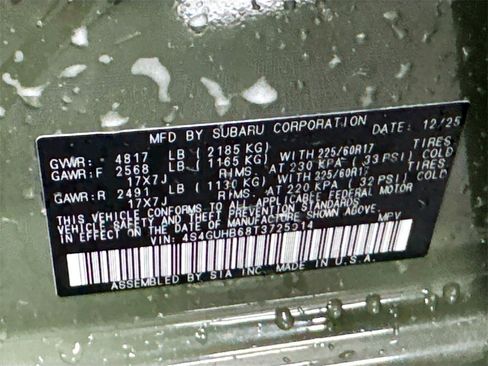 MFD BY SUBARU CORPORATION DATE: 12/25
GVWR: 4817 LB (2185 KG)
GAWR:F 2568 LB (1165 KG) WITH 225/60R17 TIRES
17X7J RIMS. AT 230 KPA (33 PSI) COLD
GAWR:R 2491 LB (1130 KG) WITH 225/60R17 TIRES
17X7J RIMS. AT 220 KPA (32 PSI) COLD
THIS VEHICLE CONFORMS TO ALL APPLICABLE FEDERAL MOTOR
VEHICLE SAFETY AND THEFT PREVENTION STANDARDS IN
EFFECT ON THE DATE OF MANUFACTURE SHOWN ABOVE.
VIN: 4S4GUHB68T3725914 MPV
ASSEMBLED BY SIA INC. MADE IN U.S.A.